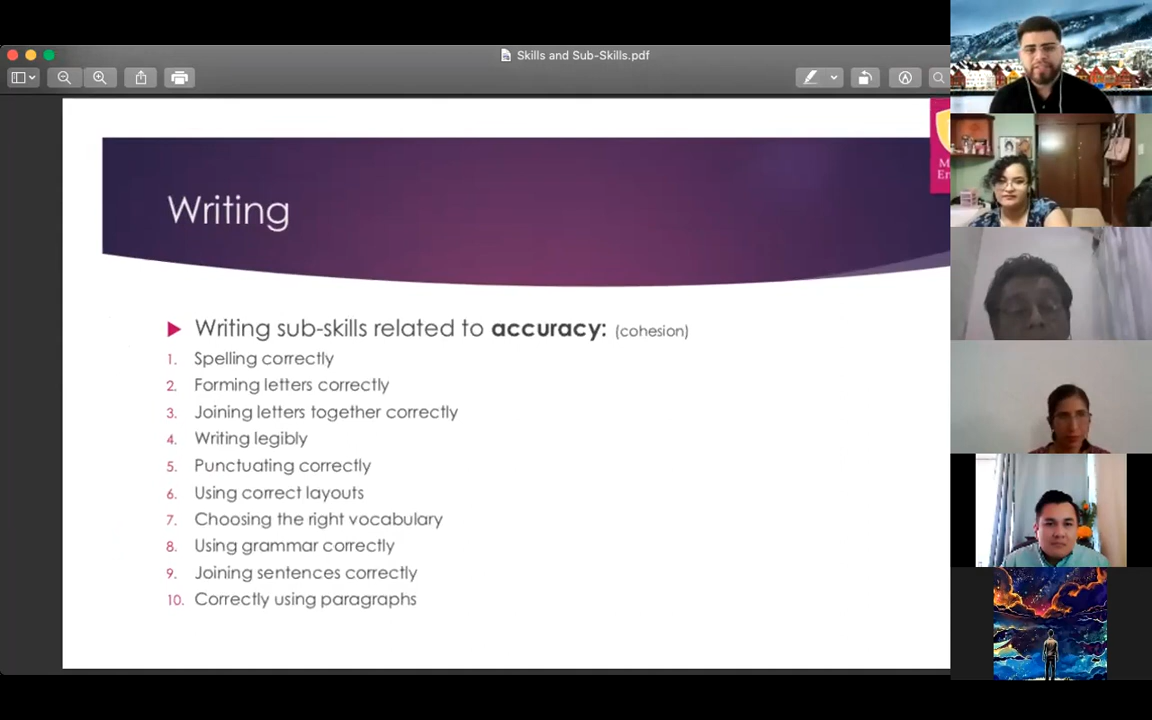 Skills and Sub-Skills.pdf
Writing
Writing sub-skills related to accuracy: (cohesion)
1. Spelling correctly
2. Forming letters correctly
3. Joining letters together correctly
4. Writing legibly
5. Punctuating correctly
6. Using correct layouts
7. Choosing the right vocabulary
8. Using grammar correctly
9. Joining sentences correctly
10. Correctly using paragraphs